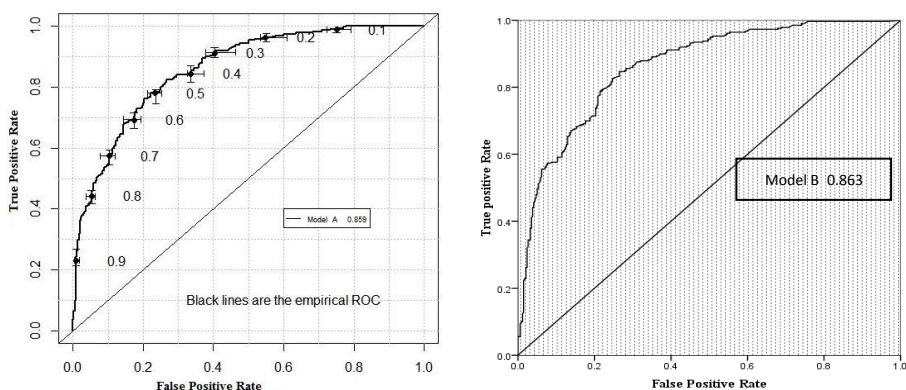 True Positive Rate
1.0
0.8
0.6
0.4
0.2
0.0
0.1
0.2
0.3
0.4
0.5
0.6
0.7
0.8
0.9
Model A 0.859
Black lines are the empirical ROC
0.0 0.2 0.4 0.6 0.8 1.0
False Positive Rate
True positive Rate
1.0
0.8
0.6
0.4
0.2
0.0
Model B 0.863
0.0 0.2 0.4 0.6 0.8 1.0
False Positive Rate